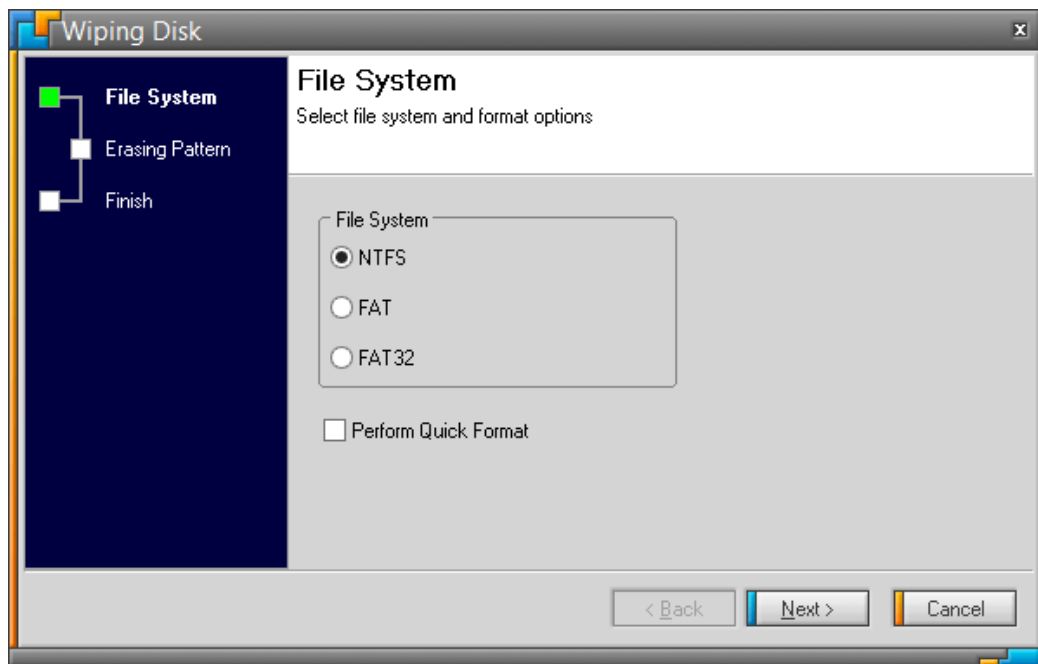 Wiping Disk
File System
Erasing Pattern
Finish
File System
Select file system and format options
File System
NTFS
FAT
FAT32
Perform Quick Format
< Back
Next >
Cancel